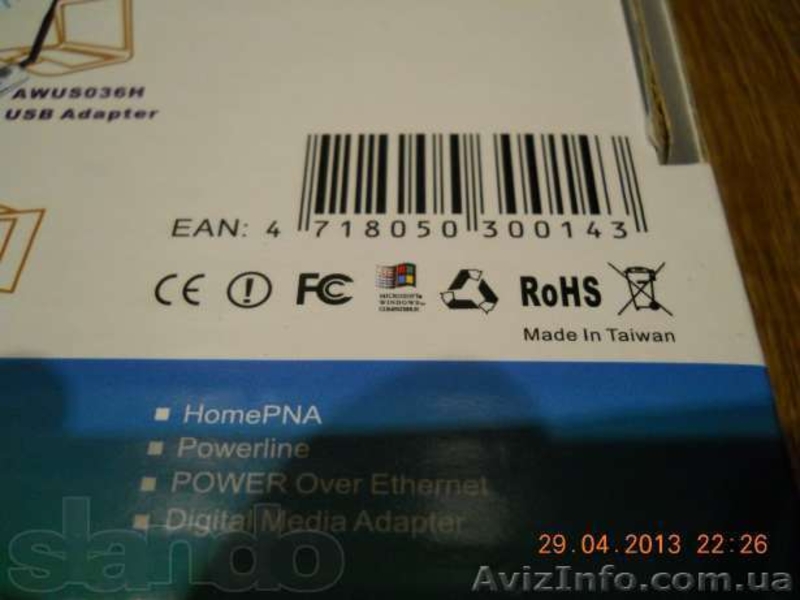 AWUS036H
USB Adapter
EAN: 4 718050 300143
CE FC RoHS
Made In Taiwan
HomePNA
Powerline
POWER Over Ethernet
Digital Media Adapter
slando
29.04.2013 22:26
AvizInfo.com.ua